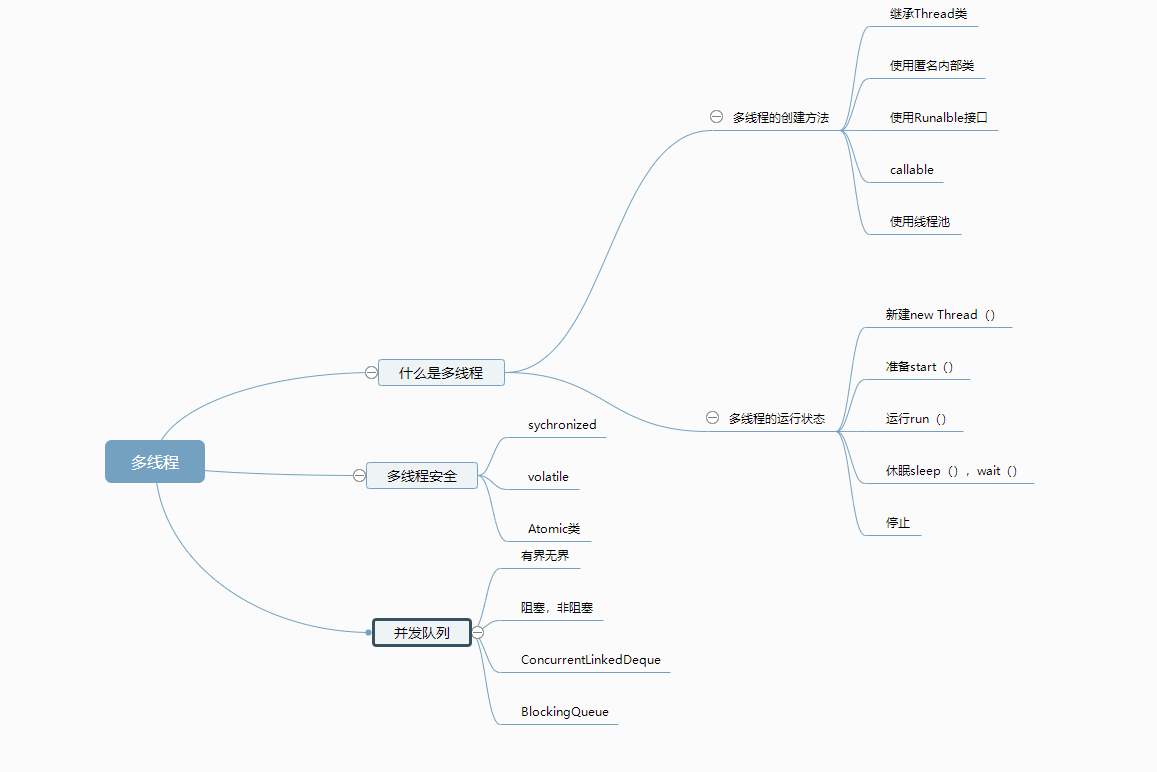 多线程
什么是多线程
多线程的创建方法
继承Thread类
使用匿名内部类
使用Runalble接口
callable
使用线程池
多线程的运行状态
新建new Thread（）
准备start（）
运行run（）
休眠sleep（），wait（）
停止
多线程安全
sychronized
volatile
Atomic类
并发队列
有界无界
阻塞，非阻塞
ConcurrentLinkedDeque
BlockingQueue